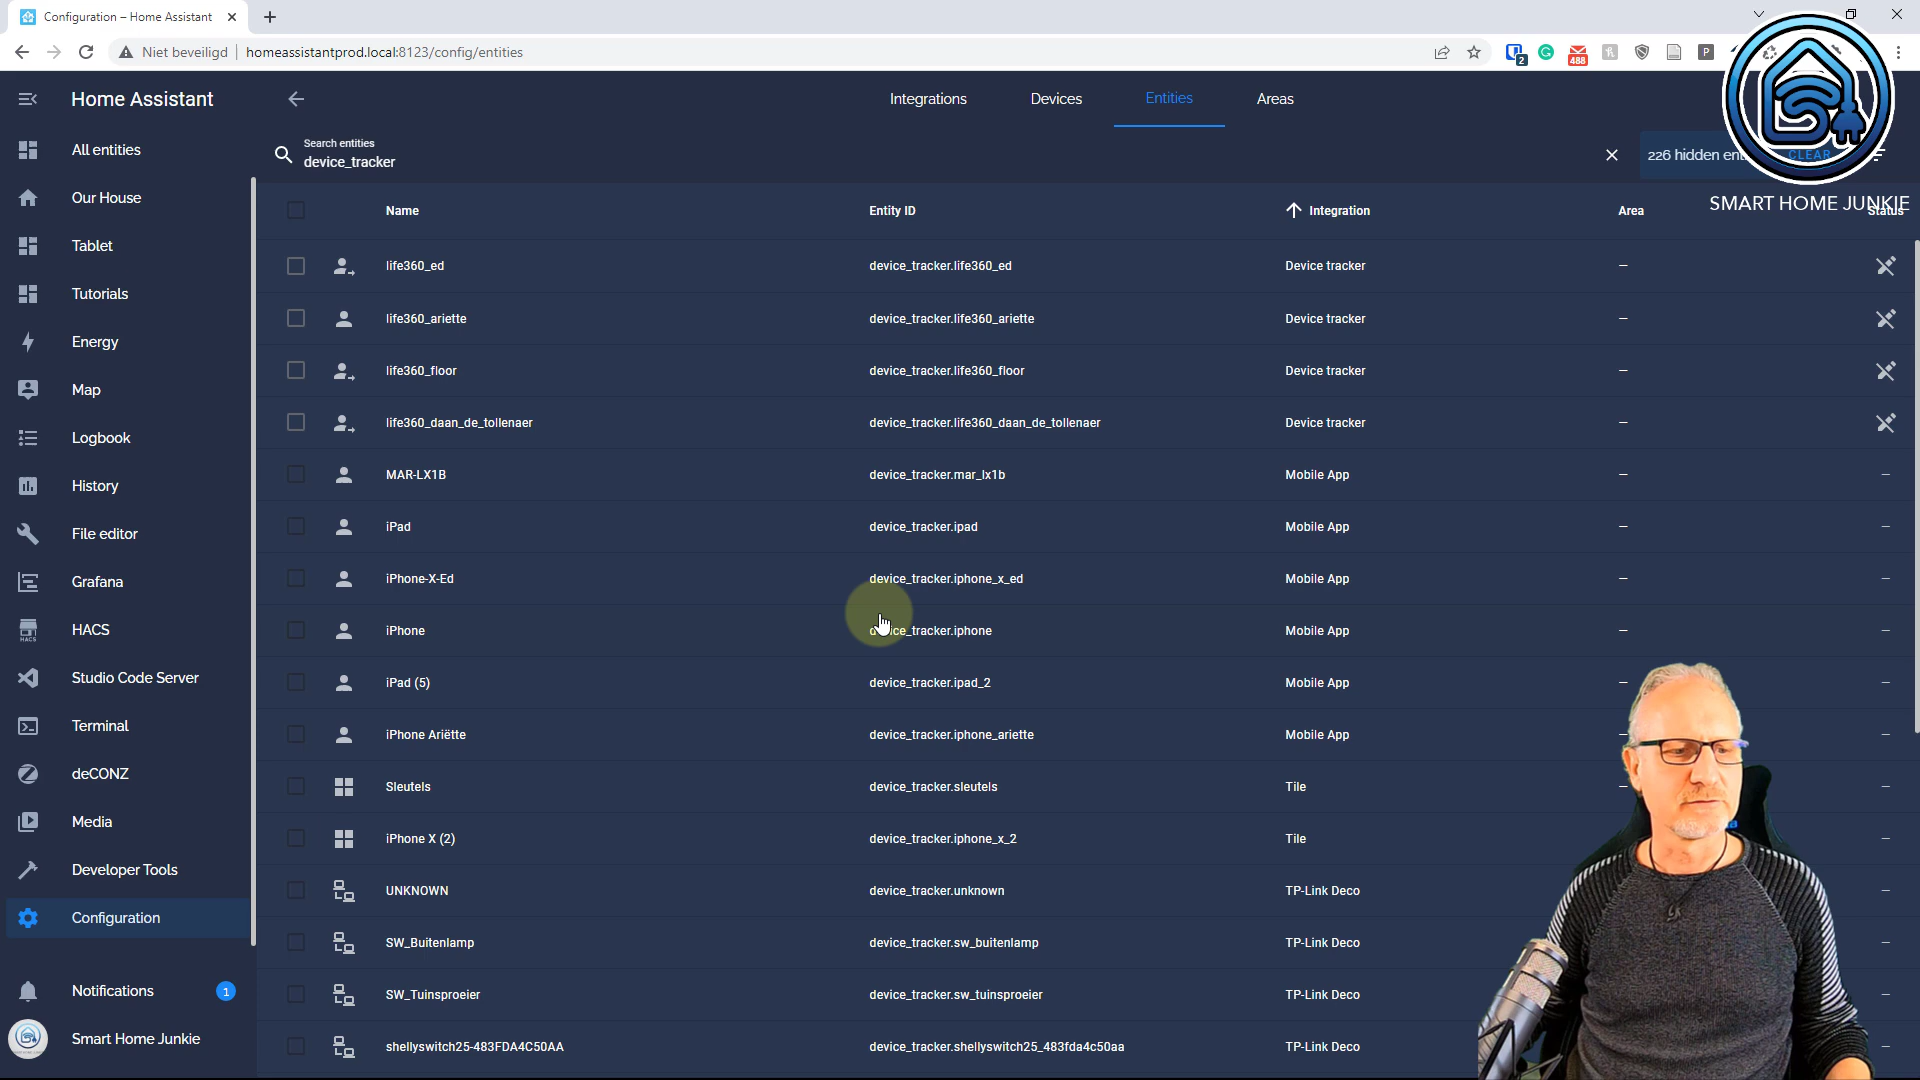 Configuration – Home Assistant
Niet beveiligd
homeassistantprod.local:8123/config/entities
2
488
P
Home Assistant
Integrations
Devices
Entities
Areas
Search entities
device_tracker
226 hidden ent
CLEAR
SMART HOME JUNKIE
Name
Entity ID
Integration
Area
Status
All entities
Our House
Tablet
Tutorials
Energy
Map
Logbook
History
File editor
Grafana
HACS
HACS
Studio Code Server
Terminal
deCONZ
Media
Developer Tools
Configuration
Notifications
1
Smart Home Junkie
life360_ed device_tracker.life360_ed Device tracker –
life360_ariette device_tracker.life360_ariette Device tracker –
life360_floor device_tracker.life360_floor Device tracker –
life360_daan_de_tollenaer device_tracker.life360_daan_de_tollenaer Device tracker –
MAR-LX1B device_tracker.mar_lx1b Mobile App – –
iPad device_tracker.ipad Mobile App – –
iPhone-X-Ed device_tracker.iphone_x_ed Mobile App – –
iPhone device_tracker.iphone Mobile App – –
iPad (5) device_tracker.ipad_2 Mobile App – –
iPhone Ariëtte device_tracker.iphone_ariette Mobile App – –
Sleutels device_tracker.sleutels Tile – –
iPhone X (2) device_tracker.iphone_x_2 Tile –
UNKNOWN device_tracker.unknown TP-Link Deco –
SW_Buitenlamp device_tracker.sw_buitenlamp TP-Link Deco –
SW_Tuinsproeier device_tracker.sw_tuinsproeier TP-Link Deco –
shellyswitch25-483FDA4C50AA device_tracker.shellyswitch25_483fda4c50aa TP-Link Deco –